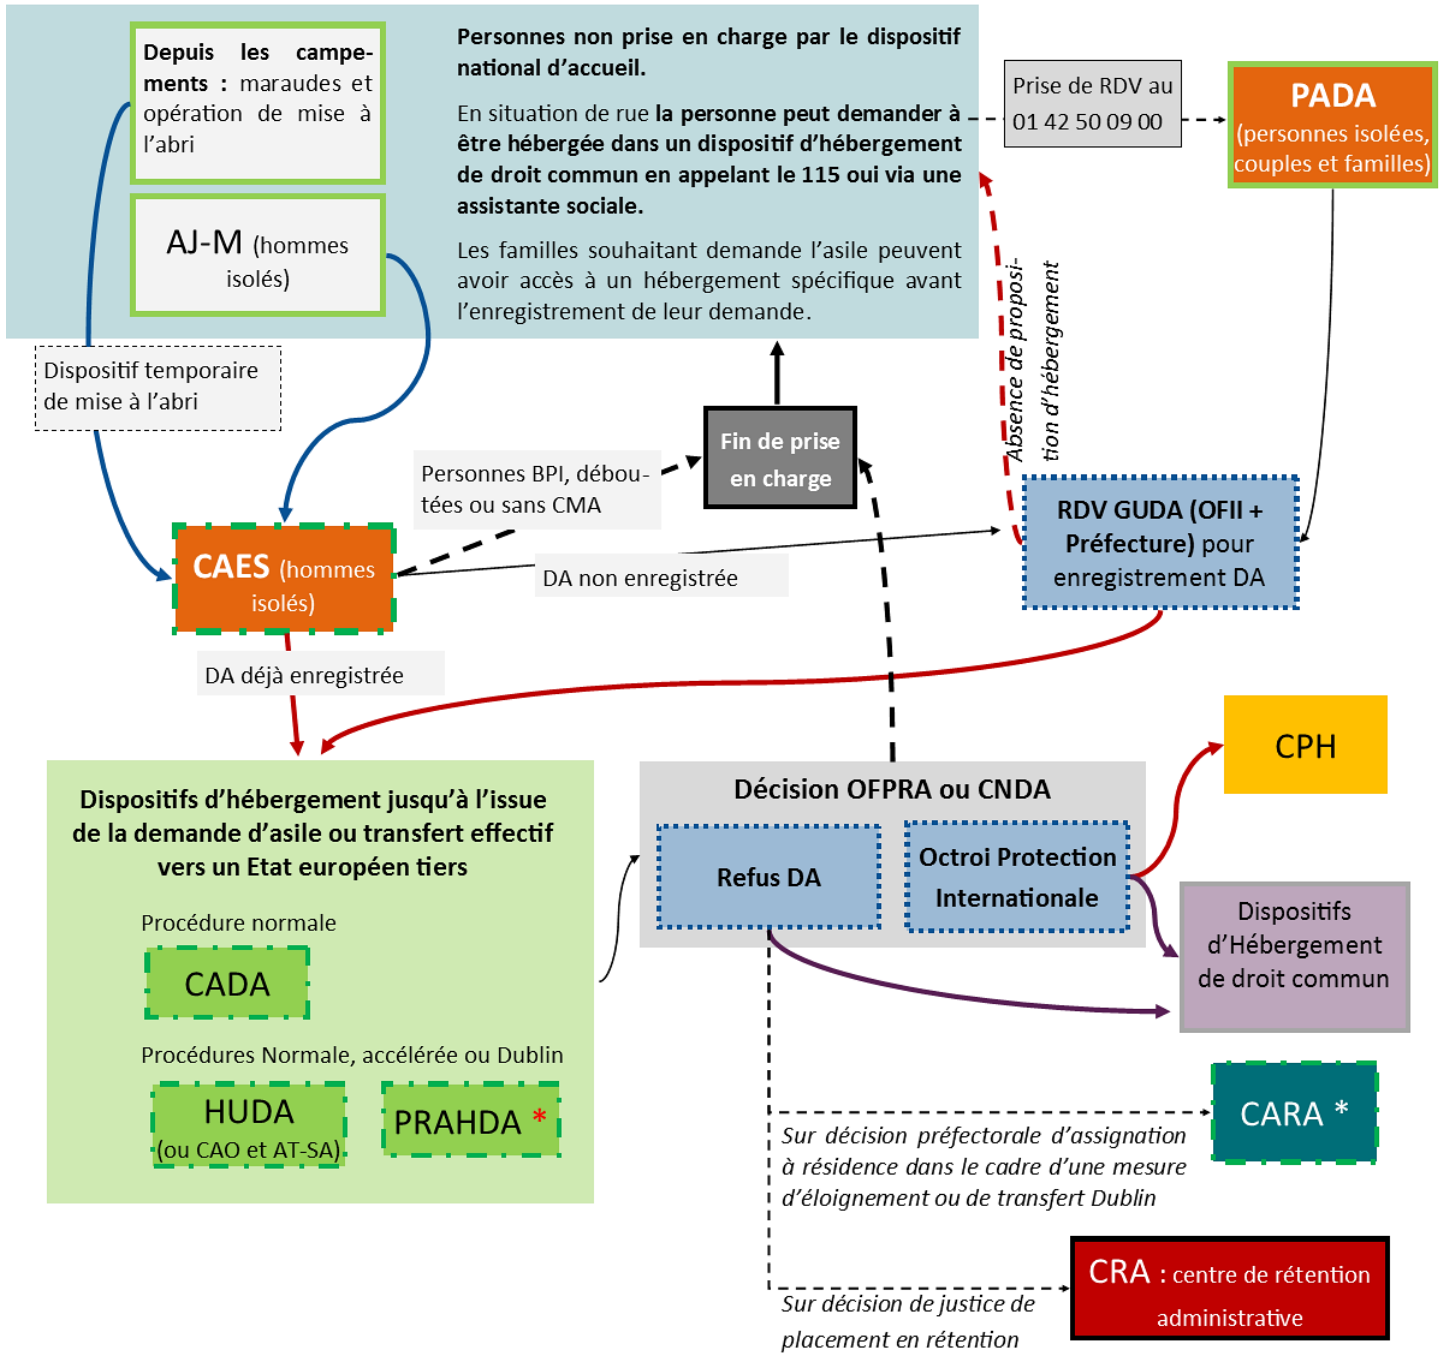 Depuis les campe-
ments : maraudes et
opération de mise à
l'abri
AJ-M (hommes
isolés)
Personnes non prise en charge par le dispositif
national d'accueil.
En situation de rue la personne peut demander à
être hébergée dans un dispositif d'hébergement
de droit commun en appelant le 115 oui via une
assistante sociale.
Les familles souhaitant demande l'asile peuvent
avoir accès à un hébergement spécifique avant
l'enregistrement de leur demande.
Prise de RDV au
01 42 50 09 00
PADA
(personnes isolées,
couples et familles)
Dispositif temporaire
de mise à l'abri
Absence de proposi-
tion d'hébergement
Fin de prise
en charge
Personnes BPI, débou-
tées ou sans CMA
RDV GUDA (OFII +
Préfecture) pour
enregistrement DA
CAES (hommes
isolés)
DA non enregistrée
DA déjà enregistrée
CPH
Dispositifs d'hébergement jusqu'à l'issue
de la demande d'asile ou transfert effectif
vers un Etat européen tiers
Procédure normale
CADA
Procédures Normale, accélérée ou Dublin
HUDA
(ou CAO et AT-SA)
PRAHDA *
Décision OFPRA ou CNDA
Refus DA
Octroi Protection
Internationale
Dispositifs
d'Hébergement
de droit commun
CARA *
Sur décision préfectorale d'assignation
à résidence dans le cadre d'une mesure
d'éloignement ou de transfert Dublin
CRA : centre de rétention
administrative
Sur décision de justice de
placement en rétention